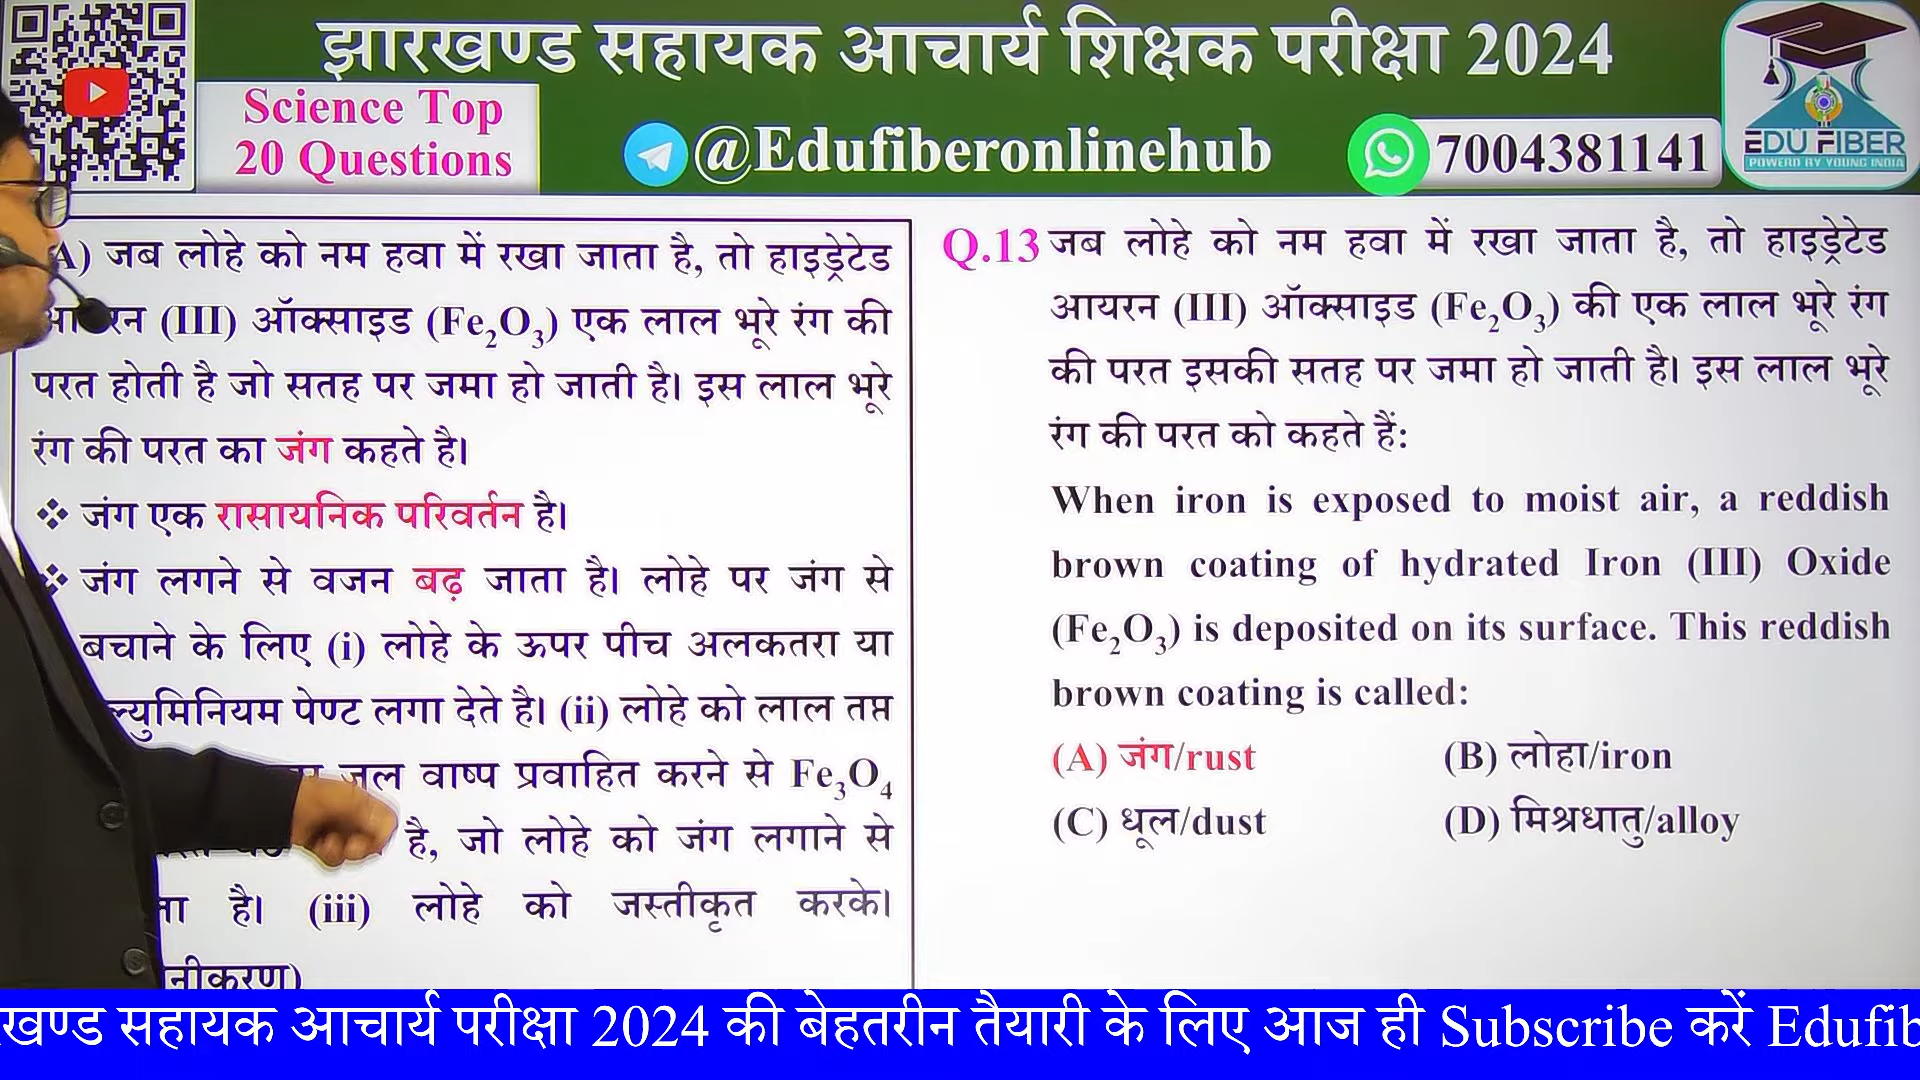 झारखण्ड सहायक आचार्य शिक्षक परीक्षा 2024
Science Top
20 Questions
@Edufiberonlinehub
7004381141
EDU FIBER
POWERD BY YOUNG INDIA
A) जब लोहे को नम हवा में रखा जाता है, तो हाइड्रेटेड
(III) ऑक्साइड (Fe₂O₃) एक लाल भूरे रंग की
परत होती है जो सतह पर जमा हो जाती है। इस लाल भूरे
रंग की परत का जंग कहते है।
❖ जंग एक रासायनिक परिवर्तन है।
❖ जंग लगने से वजन बढ़ जाता है। लोहे पर जंग से
बचाने के लिए (i) लोहे के ऊपर पीच अलकतरा या
पेण्ट लगा देते है। (ii) लोहे को लाल तप्त
जल वाष्प प्रवाहित करने से Fe₃O₄
है, जो लोहे को जंग लगाने से
है। (iii) लोहे को जस्तीकृत करके।
Q.13 जब लोहे को नम हवा में रखा जाता है, तो हाइड्रेटेड
आयरन (III) ऑक्साइड (Fe₂O₃) की एक लाल भूरे रंग
की परत इसकी सतह पर जमा हो जाती है। इस लाल भूरे
रंग की परत को कहते हैं:
When iron is exposed to moist air, a reddish
brown coating of hydrated Iron (III) Oxide
(Fe₂O₃) is deposited on its surface. This reddish
brown coating is called:
(A) जंग/rust (B) लोहा/iron
(C) धूल/dust (D) मिश्रधातु/alloy
खण्ड सहायक आचार्य परीक्षा 2024 की बेहतरीन तैयारी के लिए आज ही Subscribe करें Edufib